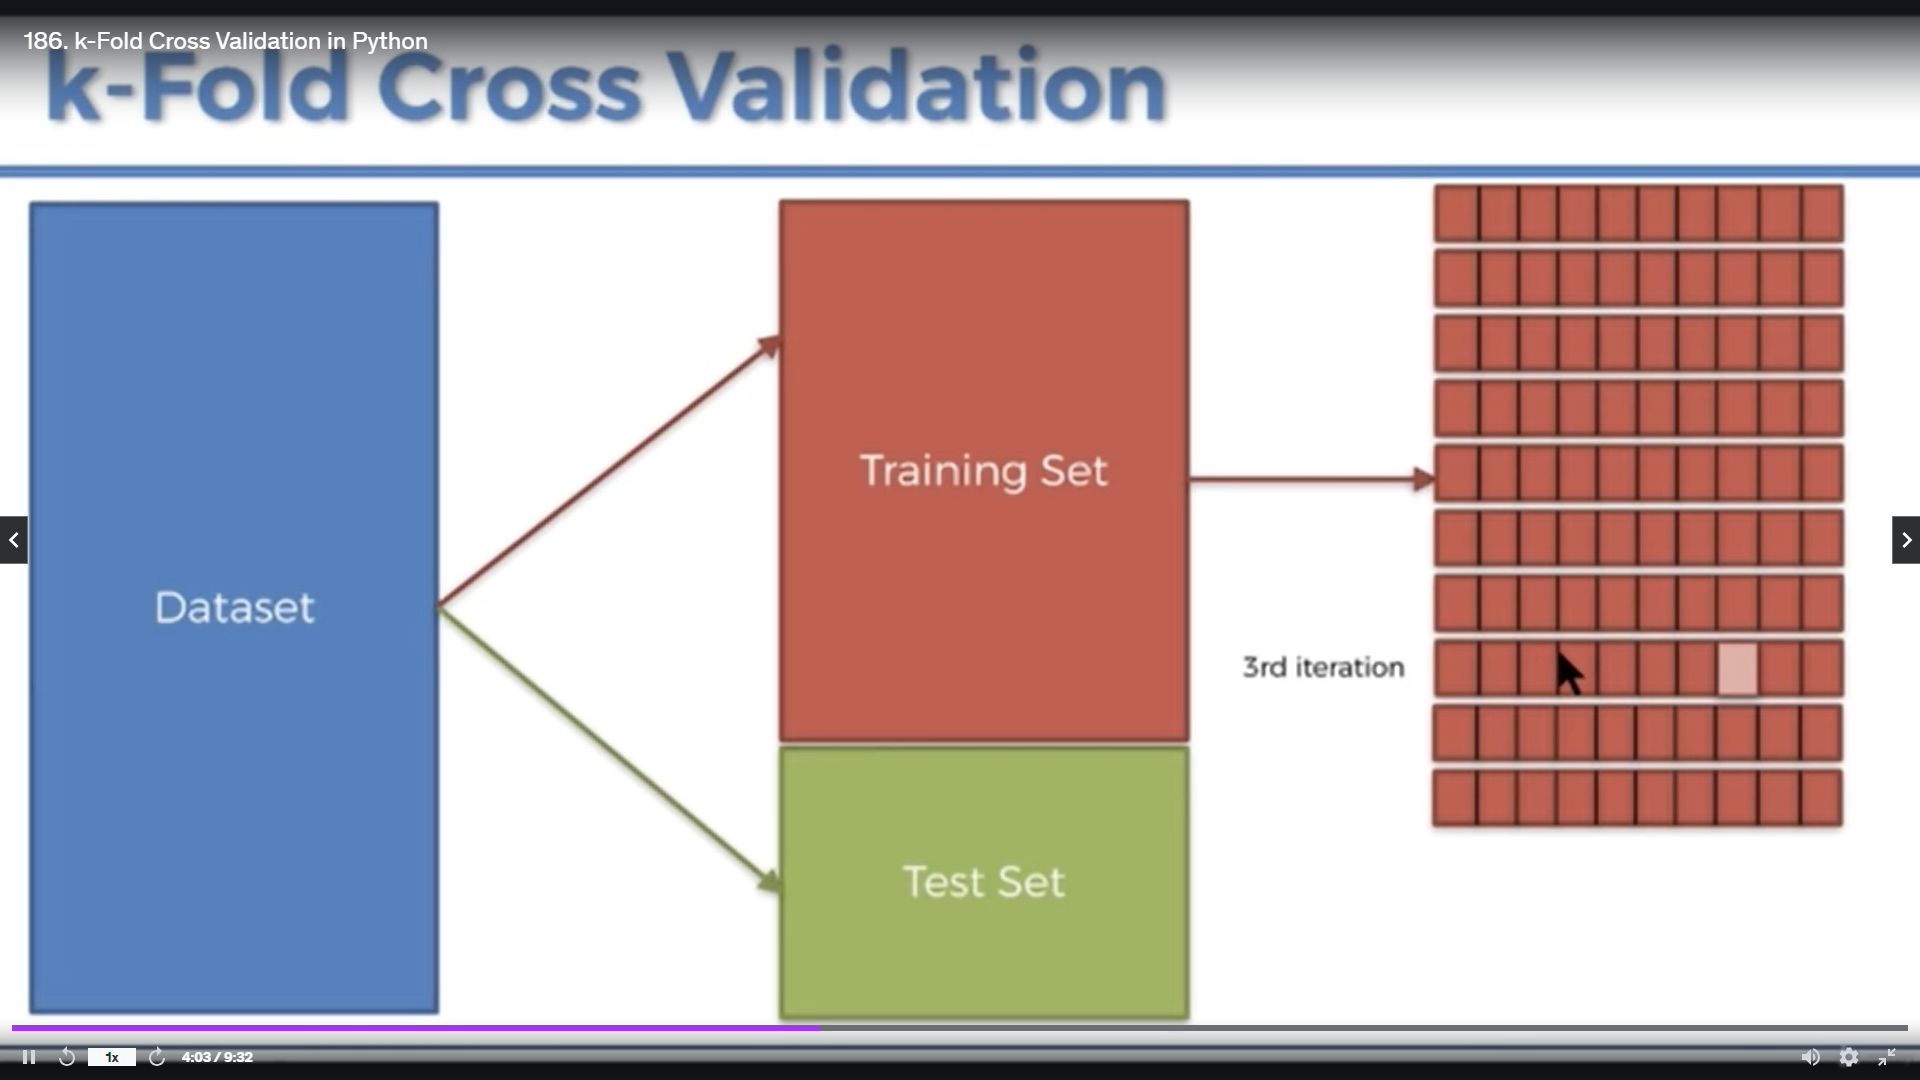 186. k-Fold Cross Validation in Python
k-Fold Cross Validation
Dataset
Training Set
3rd iteration
Test Set
1x
4:03 / 9:32